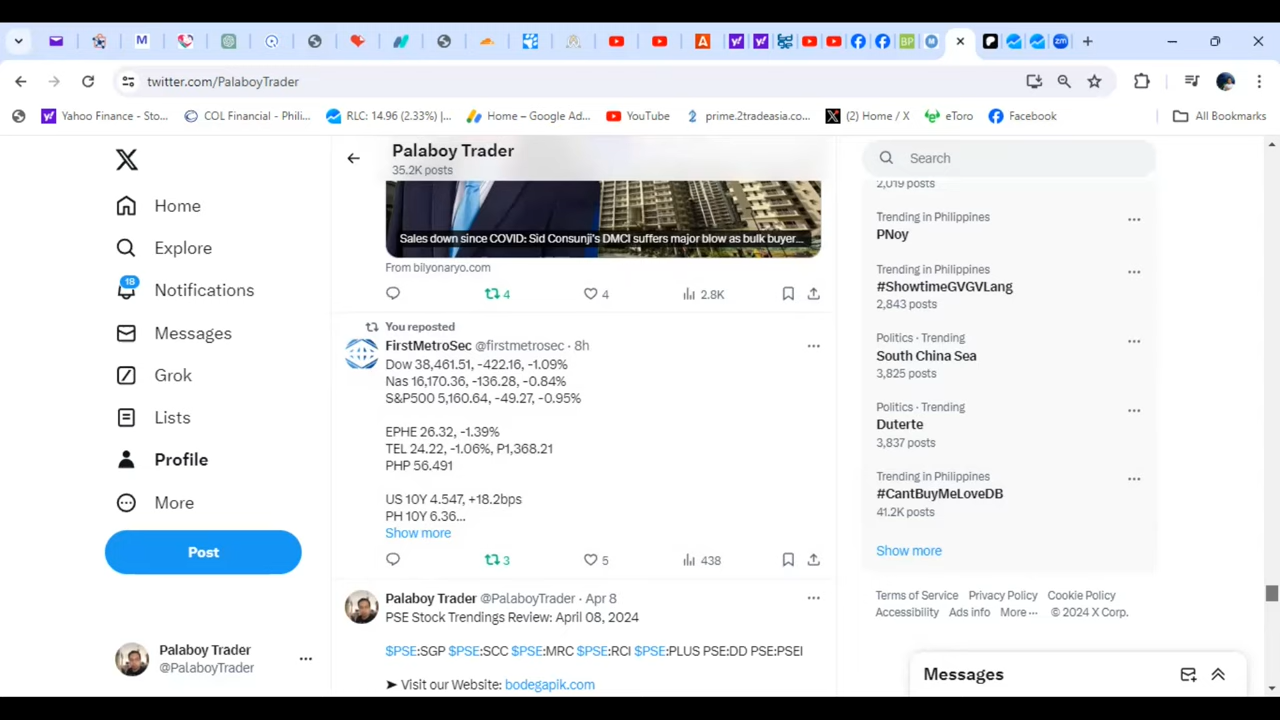 twitter.com/PalaboyTrader
Yahoo Finance - Sto...
COL Financial - Phili...
RLC: 14.96 (2.33%) |...
Home – Google Ad...
YouTube
prime.2tradeasia.co...
(2) Home / X
eToro
Facebook
All Bookmarks
Home
Explore
18
Notifications
Messages
Grok
Lists
Profile
More
Post
Palaboy Trader
@PalaboyTrader
Palaboy Trader
35.2K posts
Sales down since COVID: Sid Consunji's DMCI suffers major blow as bulk buyer...
From bilyonaryo.com
4
4
2.8K
You reposted
FirstMetroSec @firstmetrosec · 8h
Dow 38,461.51, -422.16, -1.09%
Nas 16,170.36, -136.28, -0.84%
S&P500 5,160.64, -49.27, -0.95%
EPHE 26.32, -1.39%
TEL 24.22, -1.06%, P1,368.21
PHP 56.491
US 10Y 4.547, +18.2bps
PH 10Y 6.36...
Show more
3
5
438
Palaboy Trader @PalaboyTrader · Apr 8
PSE Stock Trendings Review: April 08, 2024
$PSE:SGP $PSE:SCC $PSE:MRC $PSE:RCI $PSE:PLUS PSE:DD PSE:PSEI
➤ Visit our Website: bodegapik.com
Search
2,019 posts
Trending in Philippines
PNoy
Trending in Philippines
#ShowtimeGVGVLang
2,843 posts
Politics · Trending
South China Sea
3,825 posts
Politics · Trending
Duterte
3,837 posts
Trending in Philippines
#CantBuyMeLoveDB
41.2K posts
Show more
Terms of Service Privacy Policy Cookie Policy
Accessibility Ads info More ··· © 2024 X Corp.
Messages